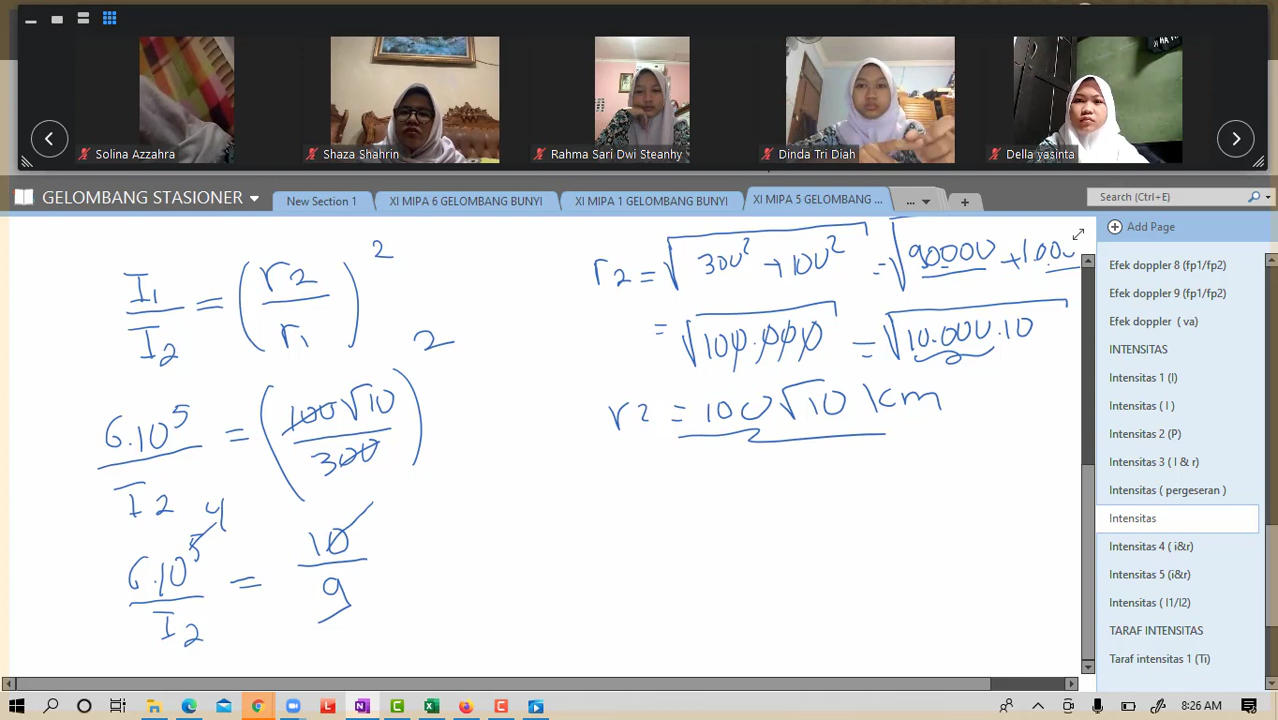 Solina Azzahra
Shaza Shahrin
Rahma Sari Dwi Steanhy
Dinda Tri Diah
Della yasinta
GELOMBANG STASIONER
New Section 1
XI MIPA 6 GELOMBANG BUNYI
XI MIPA 1 GELOMBANG BUNYI
XI MIPA 5 GELOMBANG ...
...
Search (Ctrl+E)
I₁/I₂ = (r2/r₁)²
6.10⁵/I2 = (100√10/300)²
6.10⁵ ⁴/I2 = 10/9
r2 = √300² + 100² = √90000 + 10.00
= √100.000 = √10.000.10
r2 = 100√10 km
Add Page
Efek doppler 8 (fp1/fp2)
Efek doppler 9 (fp1/fp2)
Efek doppler ( va)
INTENSITAS
Intensitas 1 (I)
Intensitas ( I )
Intensitas 2 (P)
Intensitas 3 ( I & r)
Intensitas ( pergeseran )
Intensitas
Intensitas 4 ( i&r)
Intensitas 5 (i&r)
Intensitas ( I1/I2)
TARAF INTENSITAS
Taraf intensitas 1 (Ti)
8:26 AM